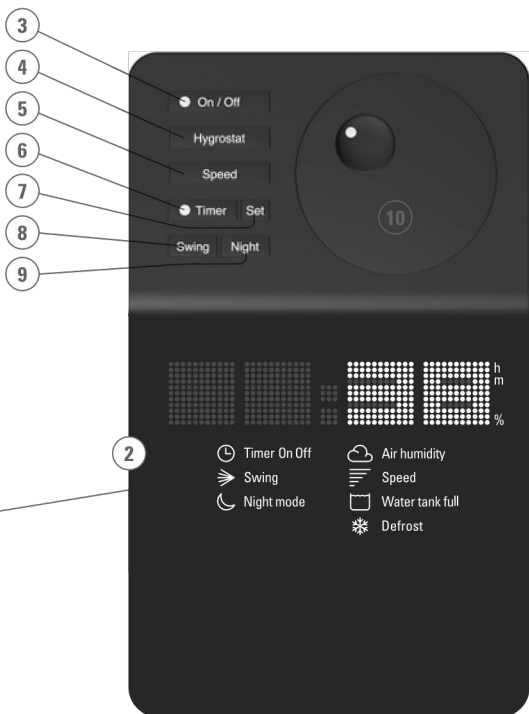 3
4
5
6
7
8
9
On / Off
Hygrostat
Speed
Timer Set
Swing Night
10
38
h
m
%
2
Timer On Off
Swing
Night mode
Air humidity
Speed
Water tank full
Defrost